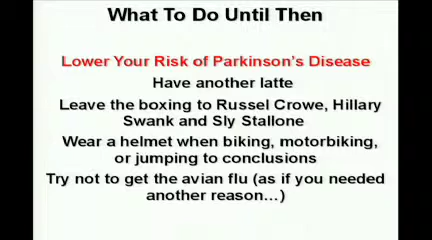 What To Do Until Then
Lower Your Risk of Parkinson's Disease
Have another latte
Leave the boxing to Russel Crowe, Hillary
Swank and Sly Stallone
Wear a helmet when biking, motorbiking,
or jumping to conclusions
Try not to get the avian flu (as if you needed
another reason…)